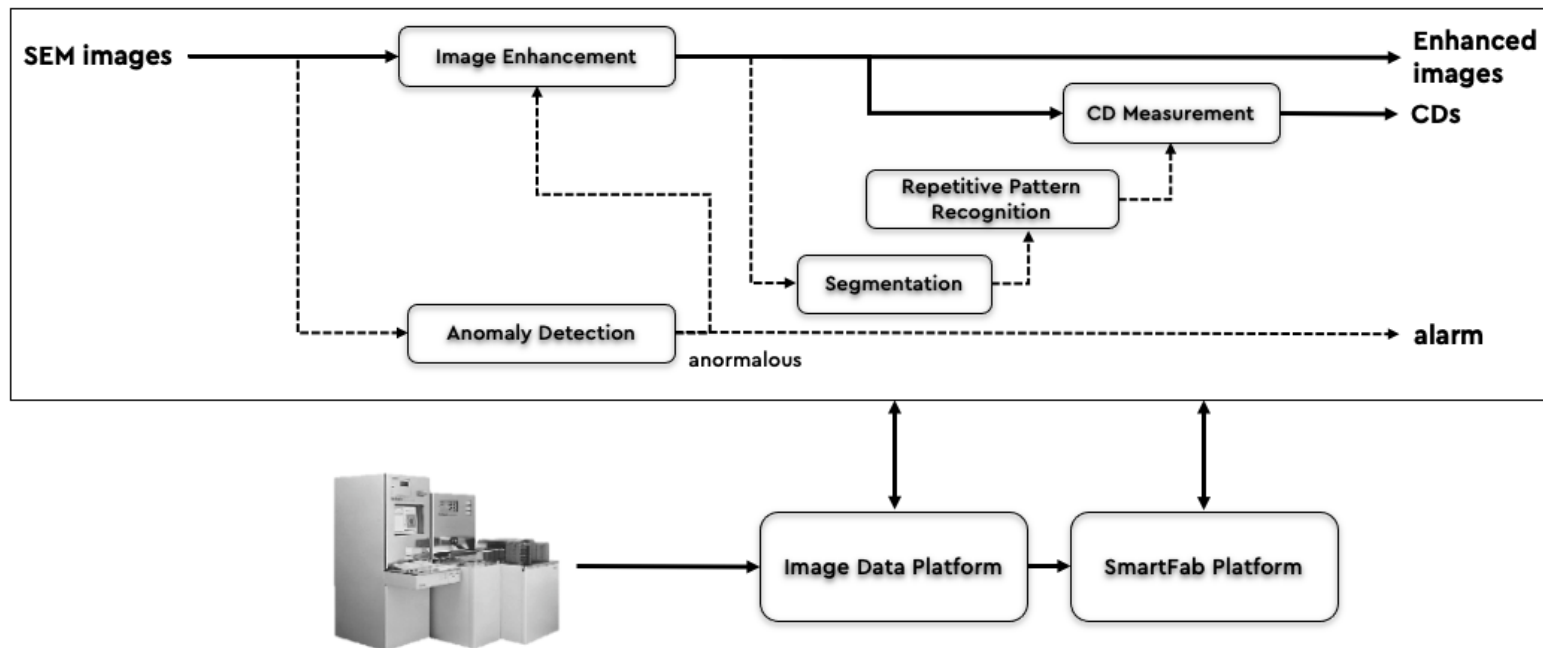 SEM images
Image Enhancement
Enhanced
images
CD Measurement
CDs
Repetitive Pattern
Recognition
Segmentation
Anomaly Detection
anormalous
alarm
Image Data Platform
SmartFab Platform